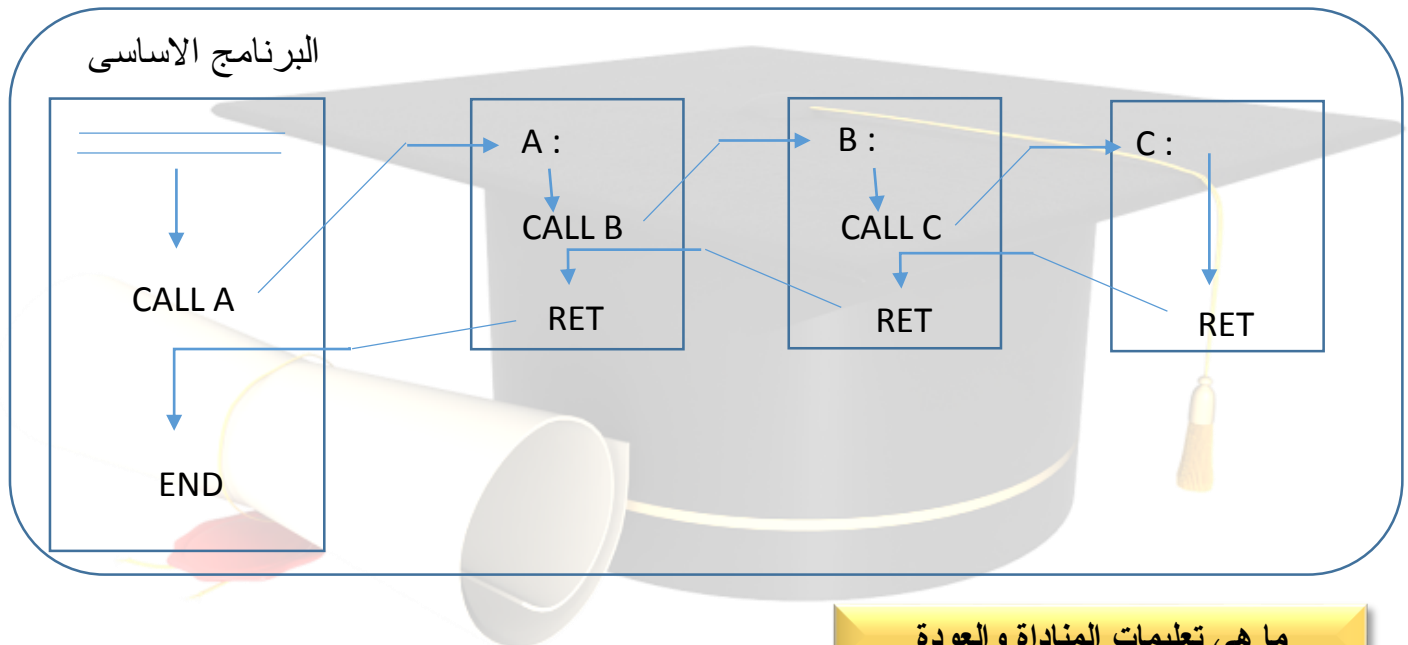 البرنامج الاساسى
A :
B :
C :
CALL B
CALL C
CALL A
RET
RET
RET
END
ما هى تعليمات المناداة والعودة